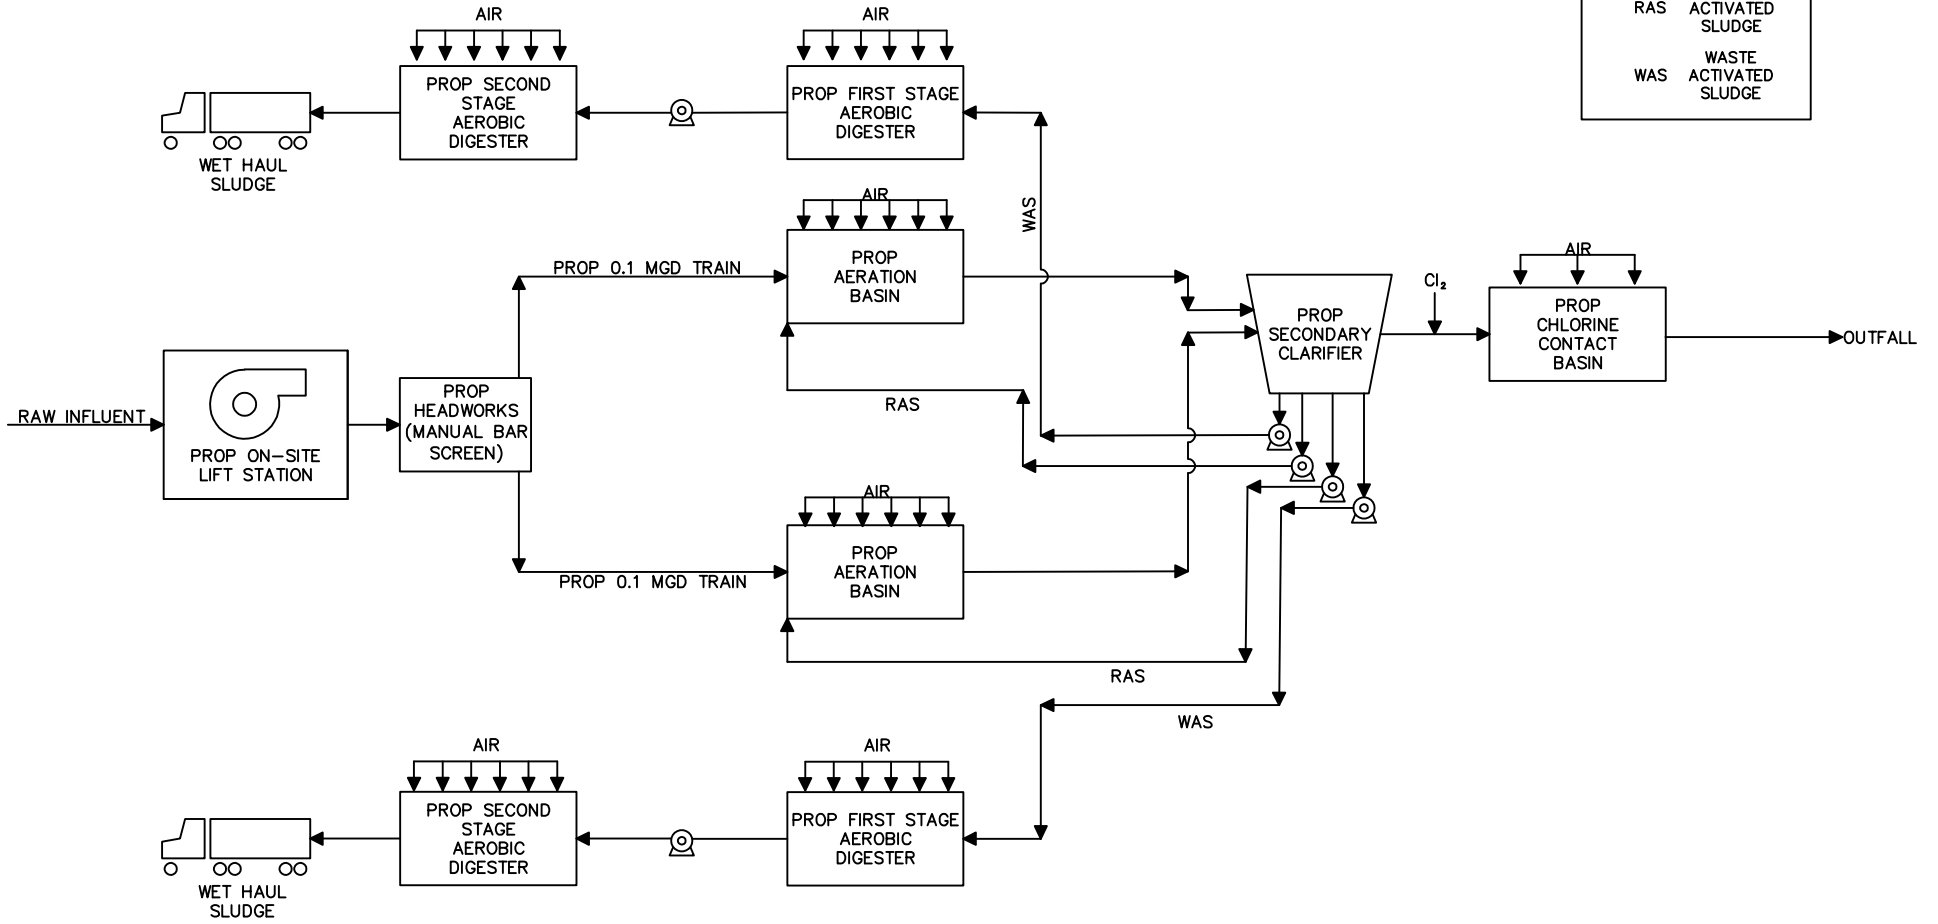 AIR
AIR
RAS ACTIVATED
SLUDGE
WASTE
WAS ACTIVATED
SLUDGE
PROP SECOND
STAGE
AEROBIC
DIGESTER
PROP FIRST STAGE
AEROBIC
DIGESTER
WET HAUL
SLUDGE
WAS
AIR
PROP 0.1 MGD TRAIN
PROP
AERATION
BASIN
AIR
Cl₂
PROP
SECONDARY
CLARIFIER
PROP
CHLORINE
CONTACT
BASIN
OUTFALL
RAW INFLUENT
PROP ON-SITE
LIFT STATION
PROP
HEADWORKS
(MANUAL BAR
SCREEN)
RAS
AIR
PROP
AERATION
BASIN
PROP 0.1 MGD TRAIN
RAS
WAS
AIR
AIR
PROP SECOND
STAGE
AEROBIC
DIGESTER
PROP FIRST STAGE
AEROBIC
DIGESTER
WET HAUL
SLUDGE